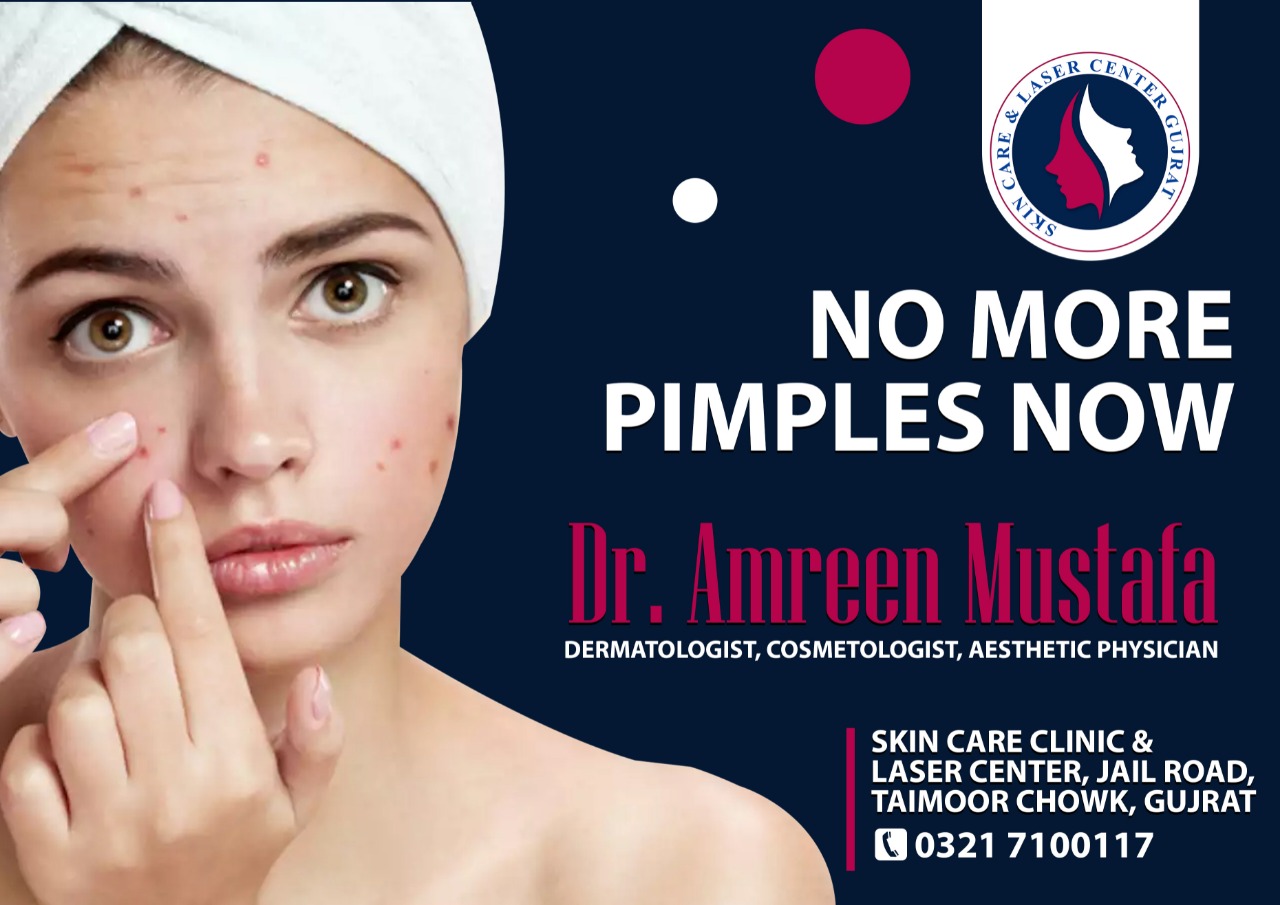 SKIN CARE & LASER CENTER GUJRAT
NO MORE
PIMPLES NOW
Dr. Amreen Mustafa
DERMATOLOGIST, COSMETOLOGIST, AESTHETIC PHYSICIAN
SKIN CARE CLINIC &
LASER CENTER, JAIL ROAD,
TAIMOOR CHOWK, GUJRAT
0321 7100117